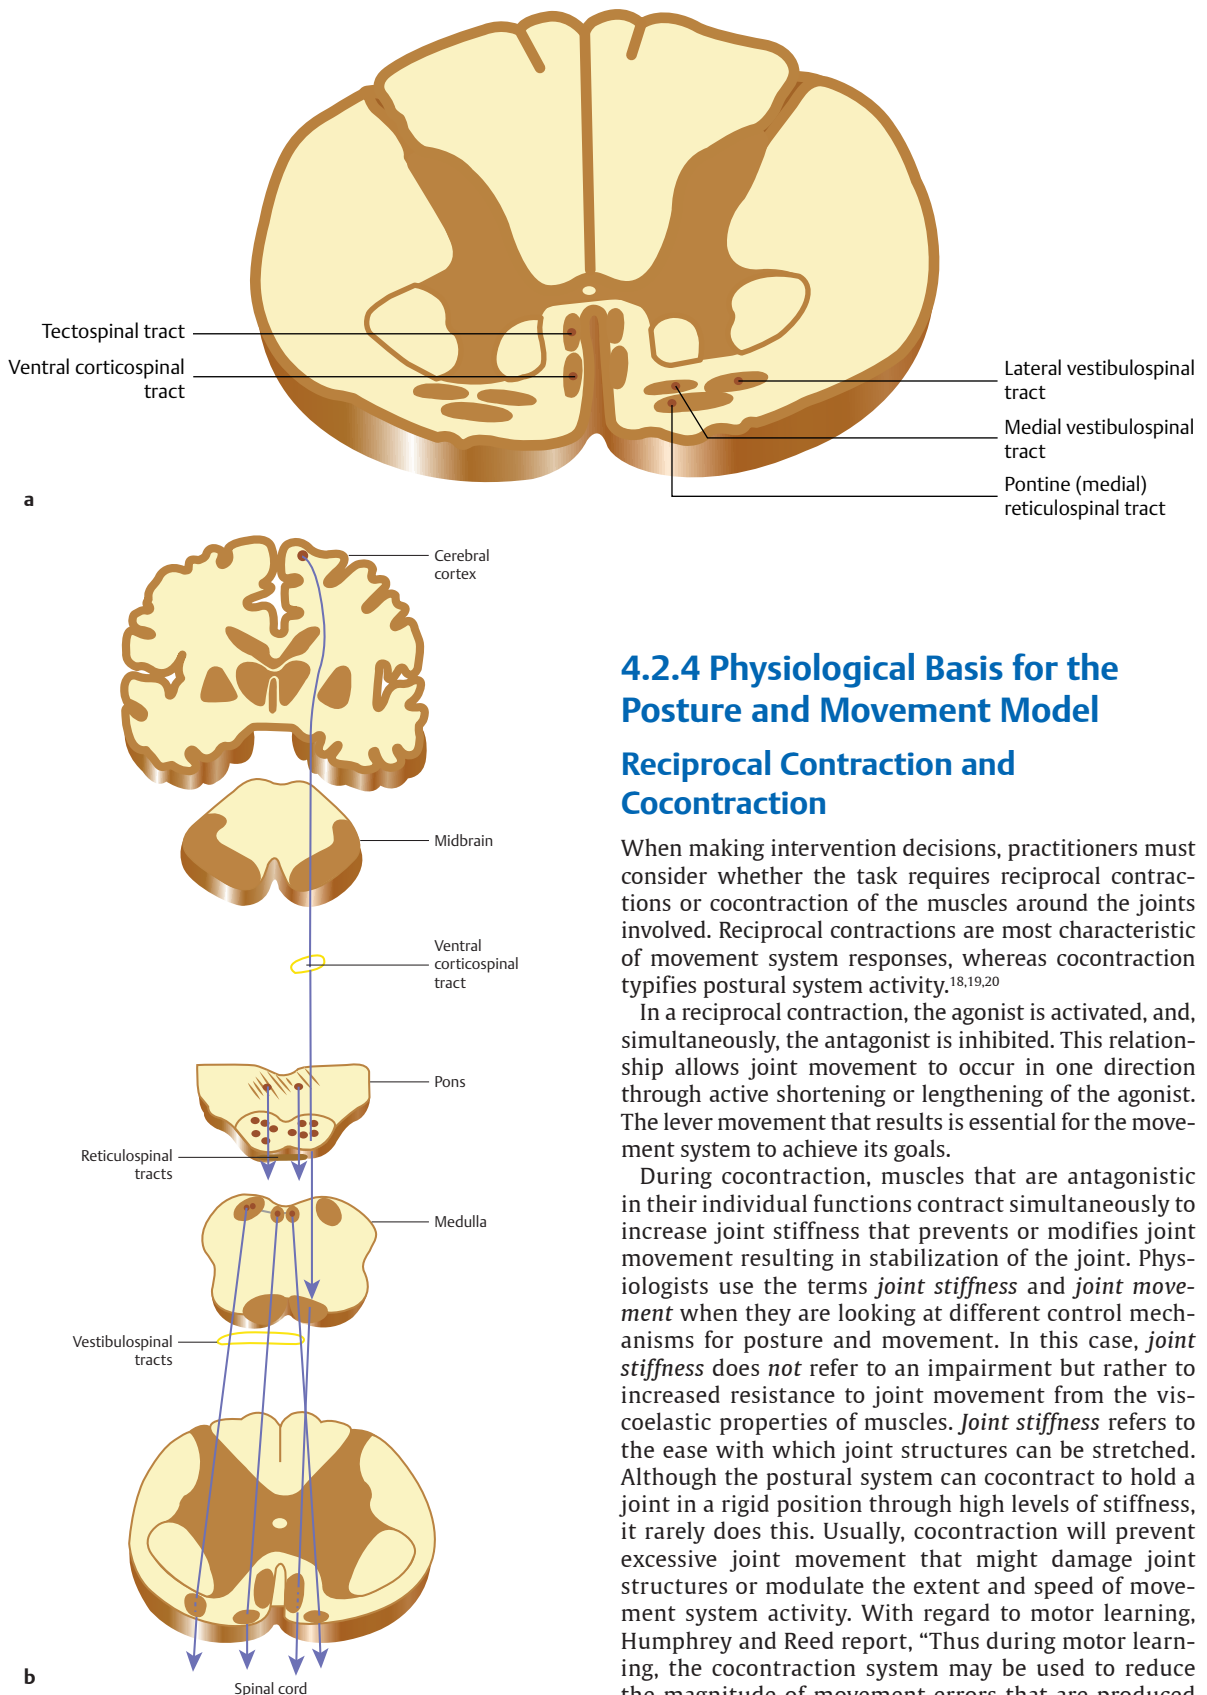 Tectospinal tract
Ventral corticospinal
tract
Lateral vestibulospinal
tract
Medial vestibulospinal
tract
Pontine (medial)
reticulospinal tract
a
Cerebral
cortex
Midbrain
Ventral
corticospinal
tract
Pons
Reticulospinal
tracts
Medulla
Vestibulospinal
tracts
b
Spinal cord
4.2.4 Physiological Basis for the
Posture and Movement Model
Reciprocal Contraction and
Cocontraction
When making intervention decisions, practitioners must
consider whether the task requires reciprocal contrac-
tions or cocontraction of the muscles around the joints
involved. Reciprocal contractions are most characteristic
of movement system responses, whereas cocontraction
typifies postural system activity.18,19,20
In a reciprocal contraction, the agonist is activated, and,
simultaneously, the antagonist is inhibited. This relation-
ship allows joint movement to occur in one direction
through active shortening or lengthening of the agonist.
The lever movement that results is essential for the move-
ment system to achieve its goals.
During cocontraction, muscles that are antagonistic
in their individual functions contract simultaneously to
increase joint stiffness that prevents or modifies joint
movement resulting in stabilization of the joint. Phys-
iologists use the terms joint stiffness and joint move-
ment when they are looking at different control mech-
anisms for posture and movement. In this case, joint
stiffness does not refer to an impairment but rather to
increased resistance to joint movement from the vis-
coelastic properties of muscles. Joint stiffness refers to
the ease with which joint structures can be stretched.
Although the postural system can cocontract to hold a
joint in a rigid position through high levels of stiffness,
it rarely does this. Usually, cocontraction will prevent
excessive joint movement that might damage joint
structures or modulate the extent and speed of move-
ment system activity. With regard to motor learning,
Humphrey and Reed report, “Thus during motor learn-
ing, the cocontraction system may be used to reduce
the magnitude of movement errors that are produced